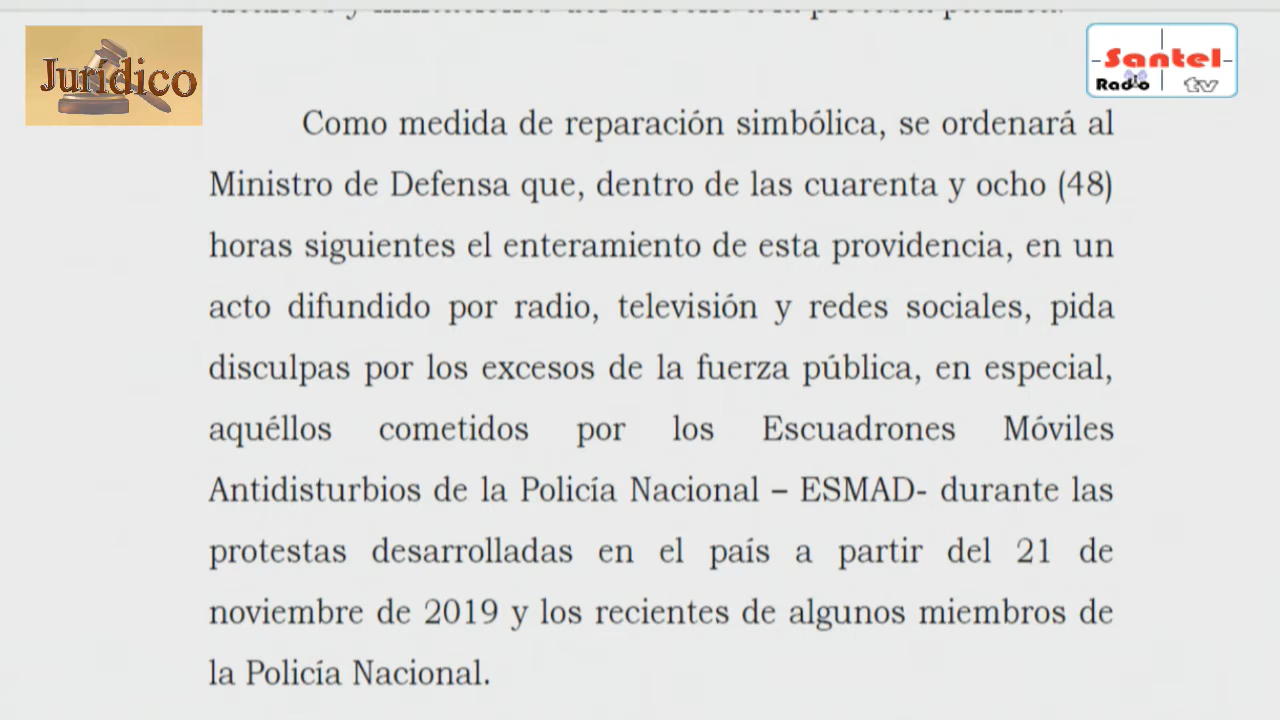 Jurídico
-Santel-
Radio tv
Como medida de reparación simbólica, se ordenará al
Ministro de Defensa que, dentro de las cuarenta y ocho (48)
horas siguientes el enteramiento de esta providencia, en un
acto difundido por radio, televisión y redes sociales, pida
disculpas por los excesos de la fuerza pública, en especial,
aquéllos cometidos por los Escuadrones Móviles
Antidisturbios de la Policía Nacional – ESMAD- durante las
protestas desarrolladas en el país a partir del 21 de
noviembre de 2019 y los recientes de algunos miembros de
la Policía Nacional.